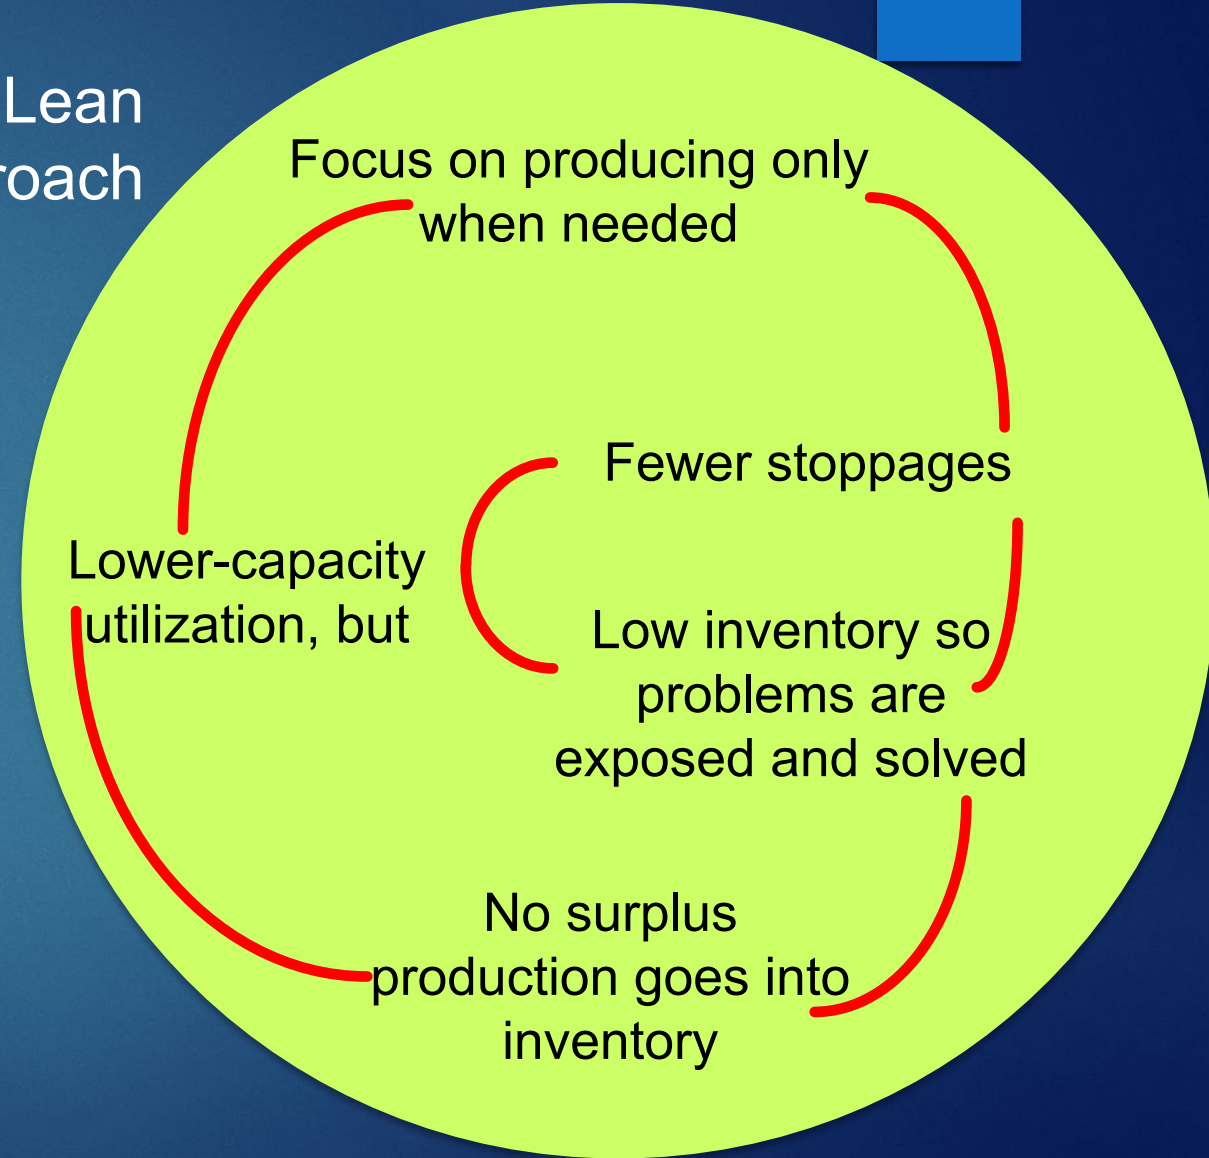 Lean
roach
Focus on producing only
when needed
Fewer stoppages
Lower-capacity
utilization, but
Low inventory so
problems are
exposed and solved
No surplus
production goes into
inventory